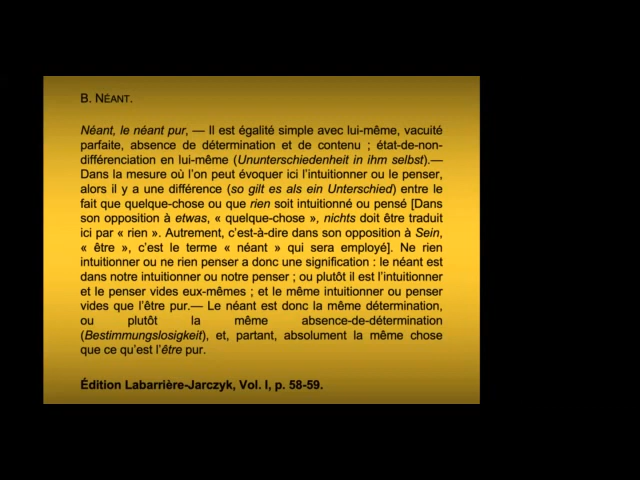 B. NÉANT.
Néant, le néant pur, — Il est égalité simple avec lui-même, vacuité
parfaite, absence de détermination et de contenu ; état-de-non-
différenciation en lui-même (Ununterschiedenheit in ihm selbst).—
Dans la mesure où l'on peut évoquer ici l'intuitionner ou le penser,
alors il y a une différence (so gilt es als ein Unterschied) entre le
fait que quelque-chose ou que rien soit intuitionné ou pensé [Dans
son opposition à etwas, « quelque-chose », nichts doit être traduit
ici par « rien ». Autrement, c'est-à-dire dans son opposition à Sein,
« être », c'est le terme « néant » qui sera employé]. Ne rien
intuitionner ou ne rien penser a donc une signification : le néant est
dans notre intuitionner ou notre penser ; ou plutôt il est l'intuitionner
et le penser vides eux-mêmes ; et le même intuitionner ou penser
vides que l'être pur.— Le néant est donc la même détermination,
ou plutôt la même absence-de-détermination
(Bestimmungslosigkeit), et, partant, absolument la même chose
que ce qu'est l'être pur.
Édition Labarrière-Jarczyk, Vol. I, p. 58-59.